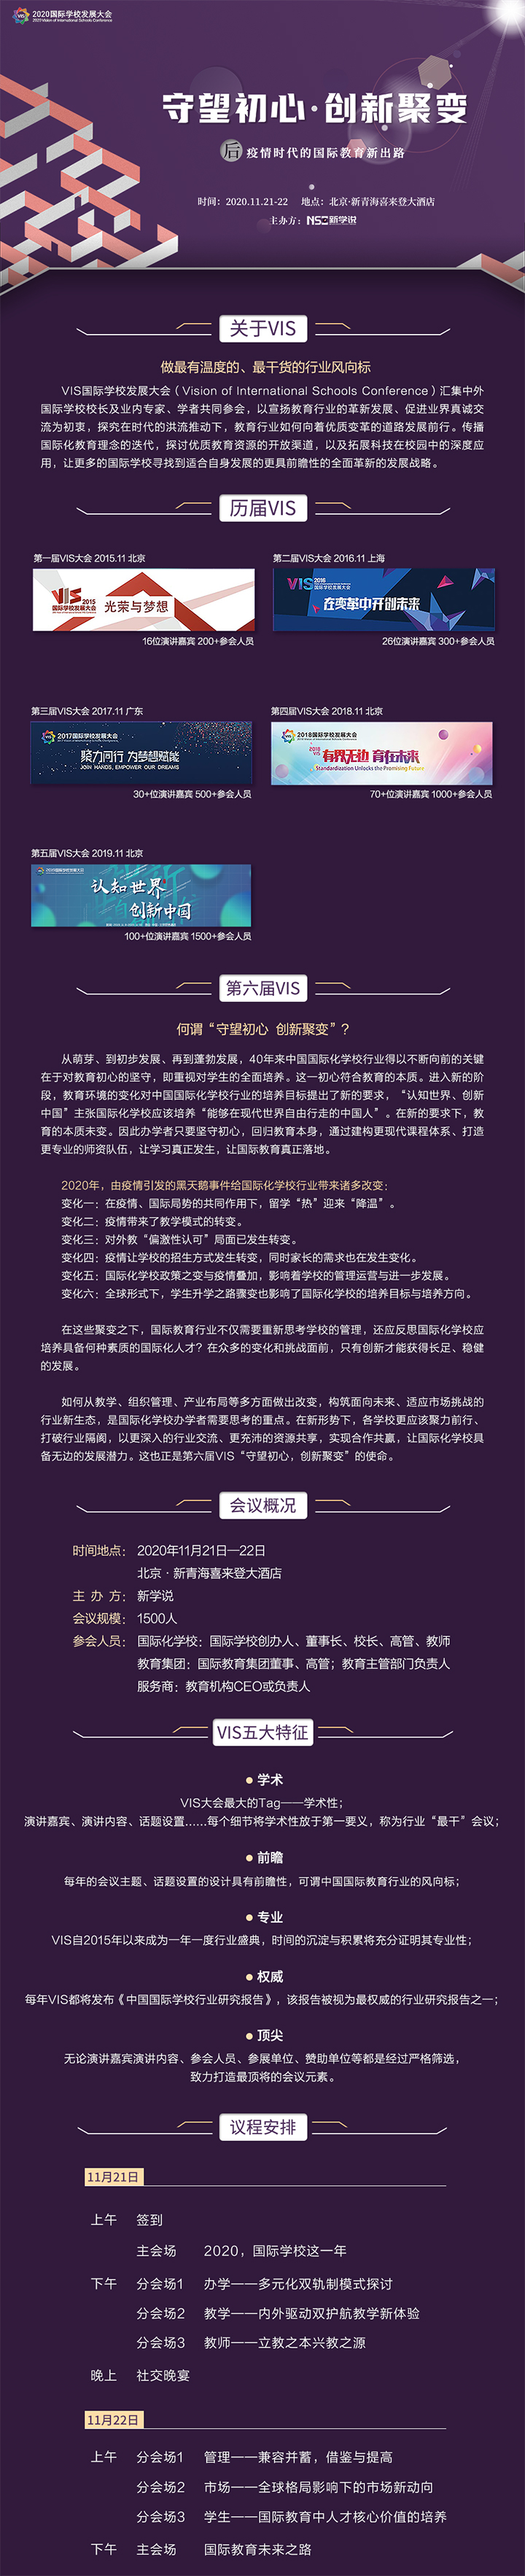 2020国际学校发展大会
2020 Vision of International Schools Conference
守望初心·创新聚变
后疫情时代的国际教育新出路
时间：2020.11.21-22 地点：北京·新青海喜来登大酒店
主办方：NSO新学说
关于VIS
做最有温度的、最干货的行业风向标
VIS国际学校发展大会（Vision of International Schools Conference）汇集中外
国际学校校长及业内专家、学者共同参会，以宣扬教育行业的革新发展、促进业界真诚交
流为初衷，探究在时代的洪流推动下，教育行业如何向着优质变革的道路发展前行。传播
国际化教育理念的迭代，探讨优质教育资源的开放渠道，以及拓展科技在校园中的深度应
用，让更多的国际学校寻找到适合自身发展的更具前瞻性的全面革新的发展战略。
历届VIS
第一届VIS大会 2015.11 北京
VIS 2015
国际学校发展大会
光荣与梦想
16位演讲嘉宾 200+参会人员
第二届VIS大会 2016.11 上海
VIS 2016
国际学校发展大会
在变革中开创未来
26位演讲嘉宾 300+参会人员
第三届VIS大会 2017.11 广东
2017国际学校发展大会
聚力同行 为梦想赋能
JOIN HANDS, EMPOWER OUR DREAMS
30+位演讲嘉宾 500+参会人员
第四届VIS大会 2018.11 北京
2018国际学校发展大会
2018 VIS
有界无边 育在未来
Standardization Unlocks the Promising Future
70+位演讲嘉宾 1000+参会人员
第五届VIS大会 2019.11 北京
认知世界
创新中国
100+位演讲嘉宾 1500+参会人员
第六届VIS
何谓“守望初心 创新聚变”？
从萌芽、到初步发展、再到蓬勃发展，40年来中国国际化学校行业得以不断向前的关键
在于对教育初心的坚守，即重视对学生的全面培养。这一初心符合教育的本质。进入新的阶
段，教育环境的变化对中国国际化学校行业的培养目标提出了新的要求，“认知世界、创新
中国”主张国际化学校应该培养“能够在现代世界自由行走的中国人”。在新的要求下，教
育的本质未变。因此办学者只要坚守初心，回归教育本身，通过建构更现代课程体系、打造
更专业的师资队伍，让学习真正发生，让国际教育真正落地。
2020年，由疫情引发的黑天鹅事件给国际化学校行业带来诸多改变：
变化一：在疫情、国际局势的共同作用下，留学“热”迎来“降温”。
变化二：疫情带来了教学模式的转变。
变化三：对外教“偏激性认可”局面已发生转变。
变化四：疫情让学校的招生方式发生转变，同时家长的需求也在发生变化。
变化五：国际化学校政策之变与疫情叠加，影响着学校的管理运营与进一步发展。
变化六：全球形式下，学生升学之路骤变也影响了国际化学校的培养目标与培养方向。
在这些聚变之下，国际教育行业不仅需要重新思考学校的管理，还应反思国际化学校应
培养具备何种素质的国际化人才？在众多的变化和挑战面前，只有创新才能获得长足、稳健
的发展。
如何从教学、组织管理、产业布局等多方面做出改变，构筑面向未来、适应市场挑战的
行业新生态，是国际化学校办学者需要思考的重点。在新形势下，各学校更应该聚力前行、
打破行业隔阂，以更深入的行业交流、更充沛的资源共享，实现合作共赢，让国际化学校具
备无边的发展潜力。这也正是第六届VIS“守望初心，创新聚变”的使命。
会议概况
时间地点： 2020年11月21日—22日
北京·新青海喜来登大酒店
主 办 方： 新学说
会议规模： 1500人
参会人员： 国际化学校：国际学校创办人、董事长、校长、高管、教师
教育集团：国际教育集团董事、高管；教育主管部门负责人
服务商：教育机构CEO或负责人
VIS五大特征
● 学术
VIS大会最大的Tag——学术性；
演讲嘉宾、演讲内容、话题设置......每个细节将学术性放于第一要义，称为行业“最干”会议；
● 前瞻
每年的会议主题、话题设置的设计具有前瞻性，可谓中国国际教育行业的风向标；
● 专业
VIS自2015年以来成为一年一度行业盛典，时间的沉淀与积累将充分证明其专业性；
● 权威
每年VIS都将发布《中国国际学校行业研究报告》，该报告被视为最权威的行业研究报告之一；
● 顶尖
无论演讲嘉宾演讲内容、参会人员、参展单位、赞助单位等都是经过严格筛选，
致力打造最顶将的会议元素。
议程安排
11月21日
上午 签到
主会场 2020，国际学校这一年
下午 分会场1 办学——多元化双轨制模式探讨
分会场2 教学——内外驱动双护航教学新体验
分会场3 教师——立教之本兴教之源
晚上 社交晚宴
11月22日
上午 分会场1 管理——兼容并蓄，借鉴与提高
分会场2 市场——全球格局影响下的市场新动向
分会场3 学生——国际教育中人才核心价值的培养
下午 主会场 国际教育未来之路